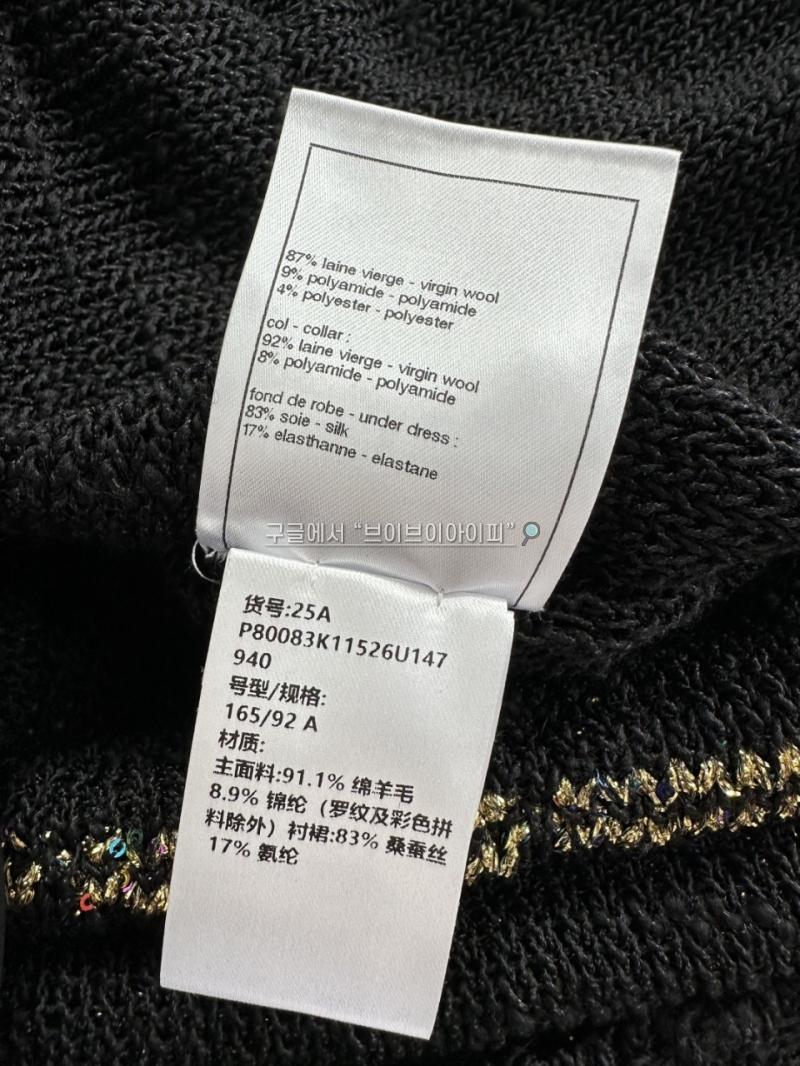 87% laine vierge - virgin wool
9% polyamide - polyamide
4% polyester - polyester
col - collar :
92% laine vierge - virgin wool
8% polyamide - polyamide
fond de robe - under dress :
83% soie - silk
17% elasthanne - elastane
구글에서 “브이브이아이피”
货号:25A
P80083K11526U147
940
号型/规格:
165/92 A
材质:
主面料:91.1% 绵羊毛
8.9% 锦纶（罗纹及彩色拼
料除外）衬裙:83% 桑蚕丝
17% 氨纶